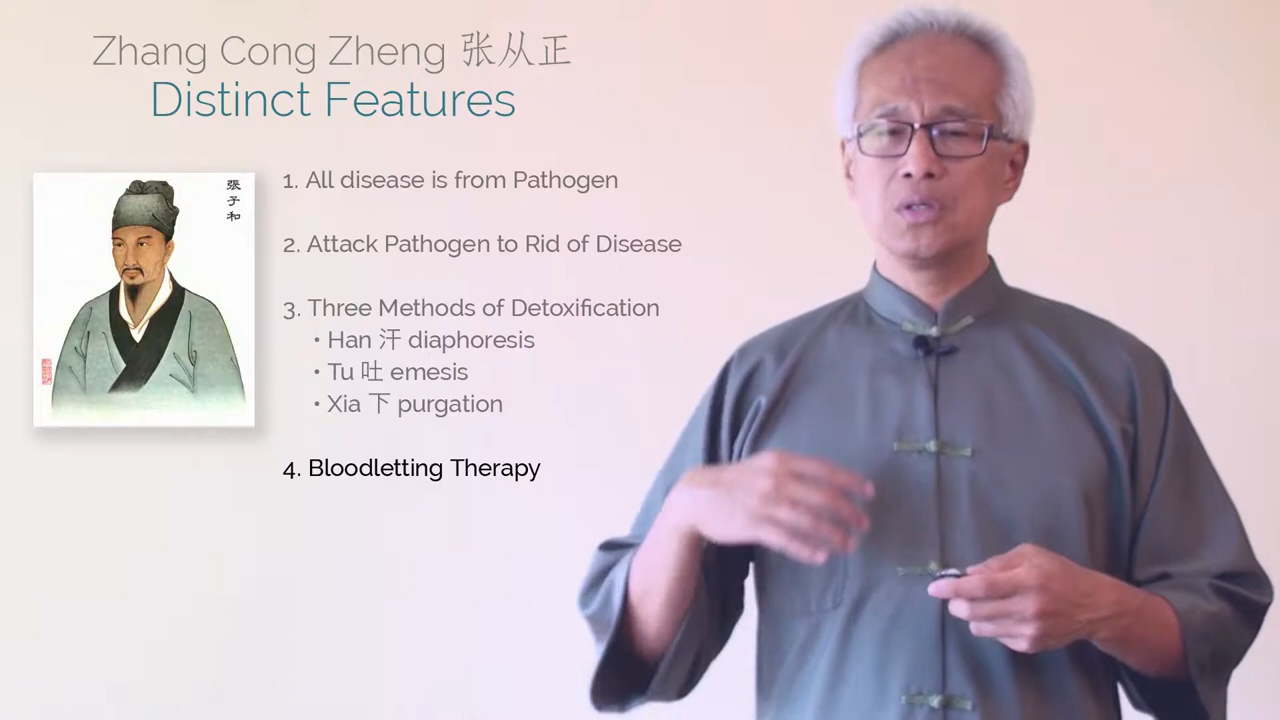 Zhang Cong Zheng 张从正
Distinct Features
張子和
1. All disease is from Pathogen
2. Attack Pathogen to Rid of Disease
3. Three Methods of Detoxification
• Han 汗 diaphoresis
• Tu 吐 emesis
• Xia 下 purgation
4. Bloodletting Therapy